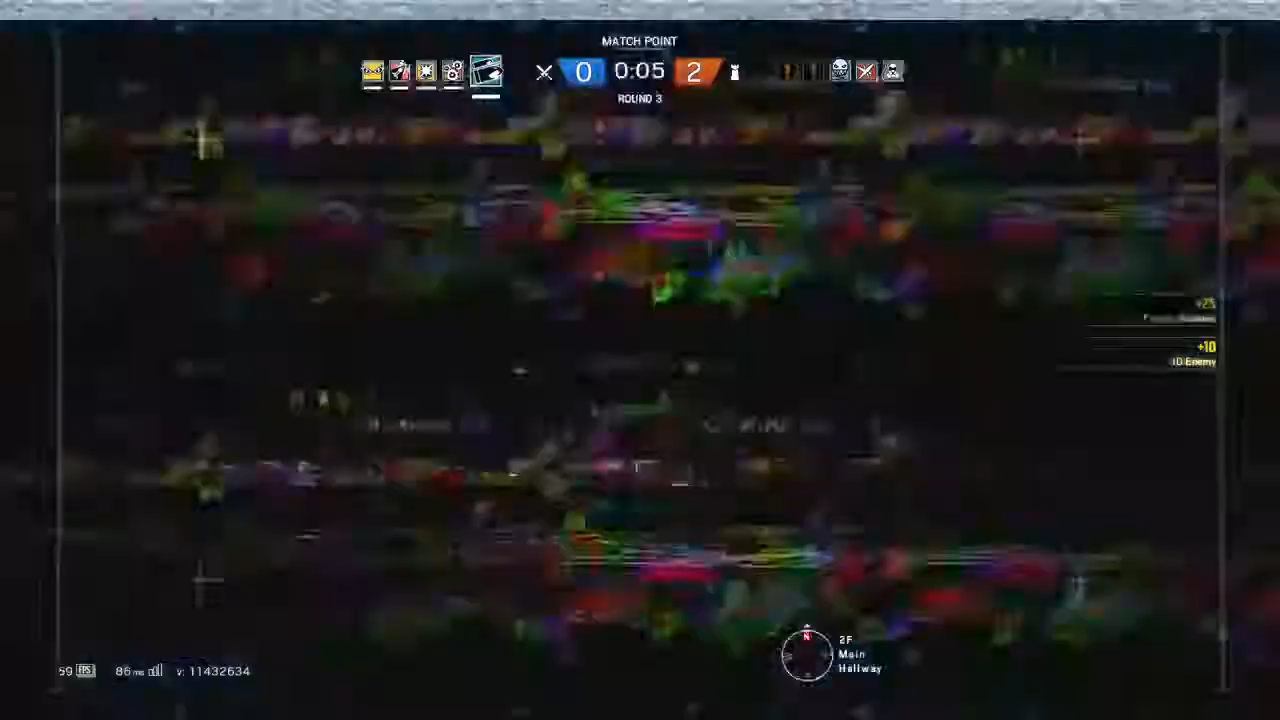 MATCH POINT
0 0:05 2
ROUND 3
+25
+10
ID Enemy
2F
Main
Hallway
59 FPS 86 ms v: 11432634